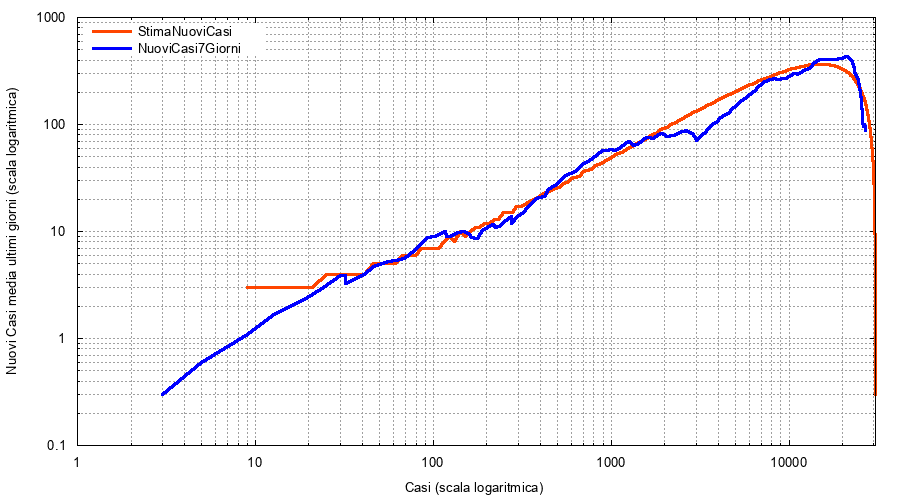 1000
StimaNuoviCasi
NuoviCasi7Giorni
100
10
1
0.1
Nuovi Casi media ultimi giorni (scala logaritmica)
1 10 100 1000 10000
Casi (scala logaritmica)